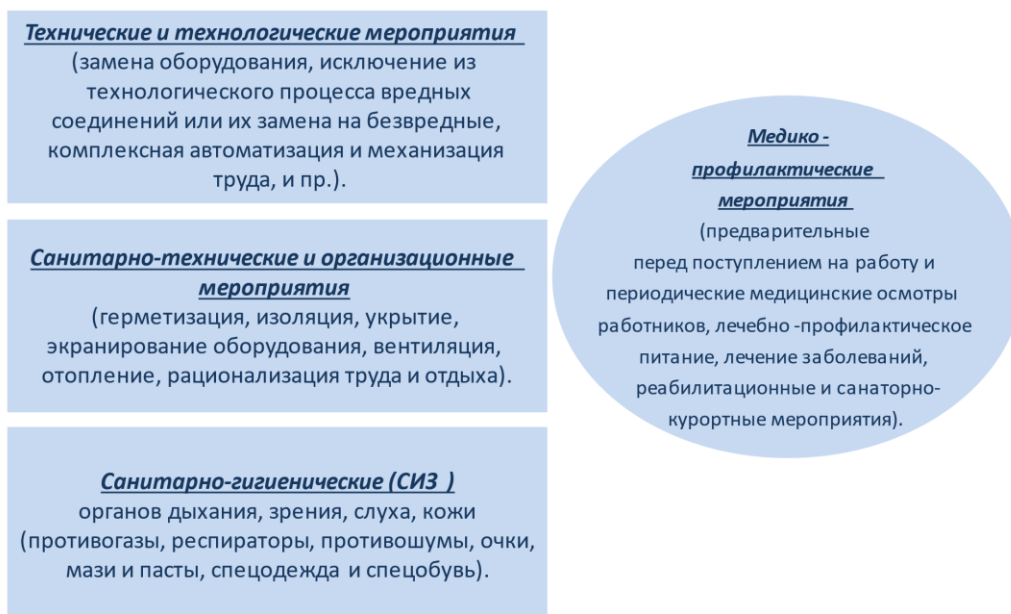 Технические и технологические мероприятия
(замена оборудования, исключение из
технологического процесса вредных
соединений или их замена на безвредные,
комплексная автоматизация и механизация
труда, и пр.).
Санитарно-технические и организационные
мероприятия
(герметизация, изоляция, укрытие,
экранирование оборудования, вентиляция,
отопление, рационализация труда и отдыха).
Санитарно-гигиенические (СИЗ )
органов дыхания, зрения, слуха, кожи
(противогазы, респираторы, противошумы, очки,
мази и пасты, спецодежда и спецобувь).
Медико -
профилактические
мероприятия
(предварительные
перед поступлением на работу и
периодические медицинские осмотры
работников, лечебно -профилактическое
питание, лечение заболеваний,
реабилитационные и санаторно-
курортные мероприятия).